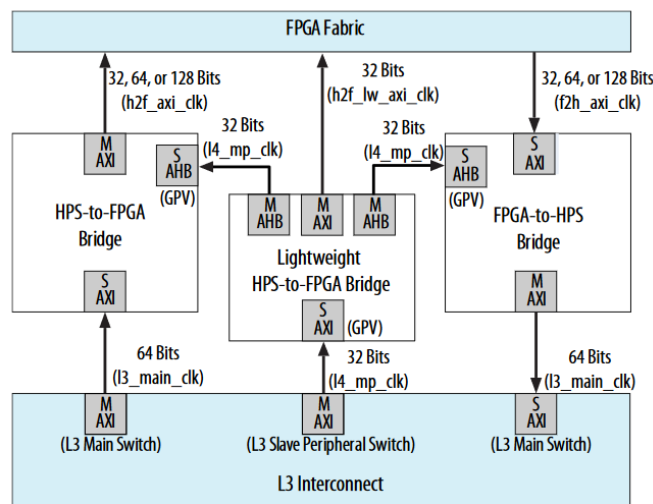 FPGA Fabric
32, 64, or 128 Bits
(h2f_axi_clk)
32 Bits
(h2f_lw_axi_clk)
32, 64, or 128 Bits
(f2h_axi_clk)
M
AXI
S
AHB
(GPV)
32 Bits
(l4_mp_clk)
32 Bits
(l4_mp_clk)
S
AHB
(GPV)
S
AXI
HPS-to-FPGA
Bridge
M
AHB
M
AXI
M
AHB
FPGA-to-HPS
Bridge
Lightweight
HPS-to-FPGA Bridge
S
AXI
S
AXI
(GPV)
M
AXI
64 Bits
(l3_main_clk)
32 Bits
(l4_mp_clk)
64 Bits
(l3_main_clk)
M
AXI
(L3 Main Switch)
M
AXI
(L3 Slave Peripheral Switch)
S
AXI
(L3 Main Switch)
L3 Interconnect